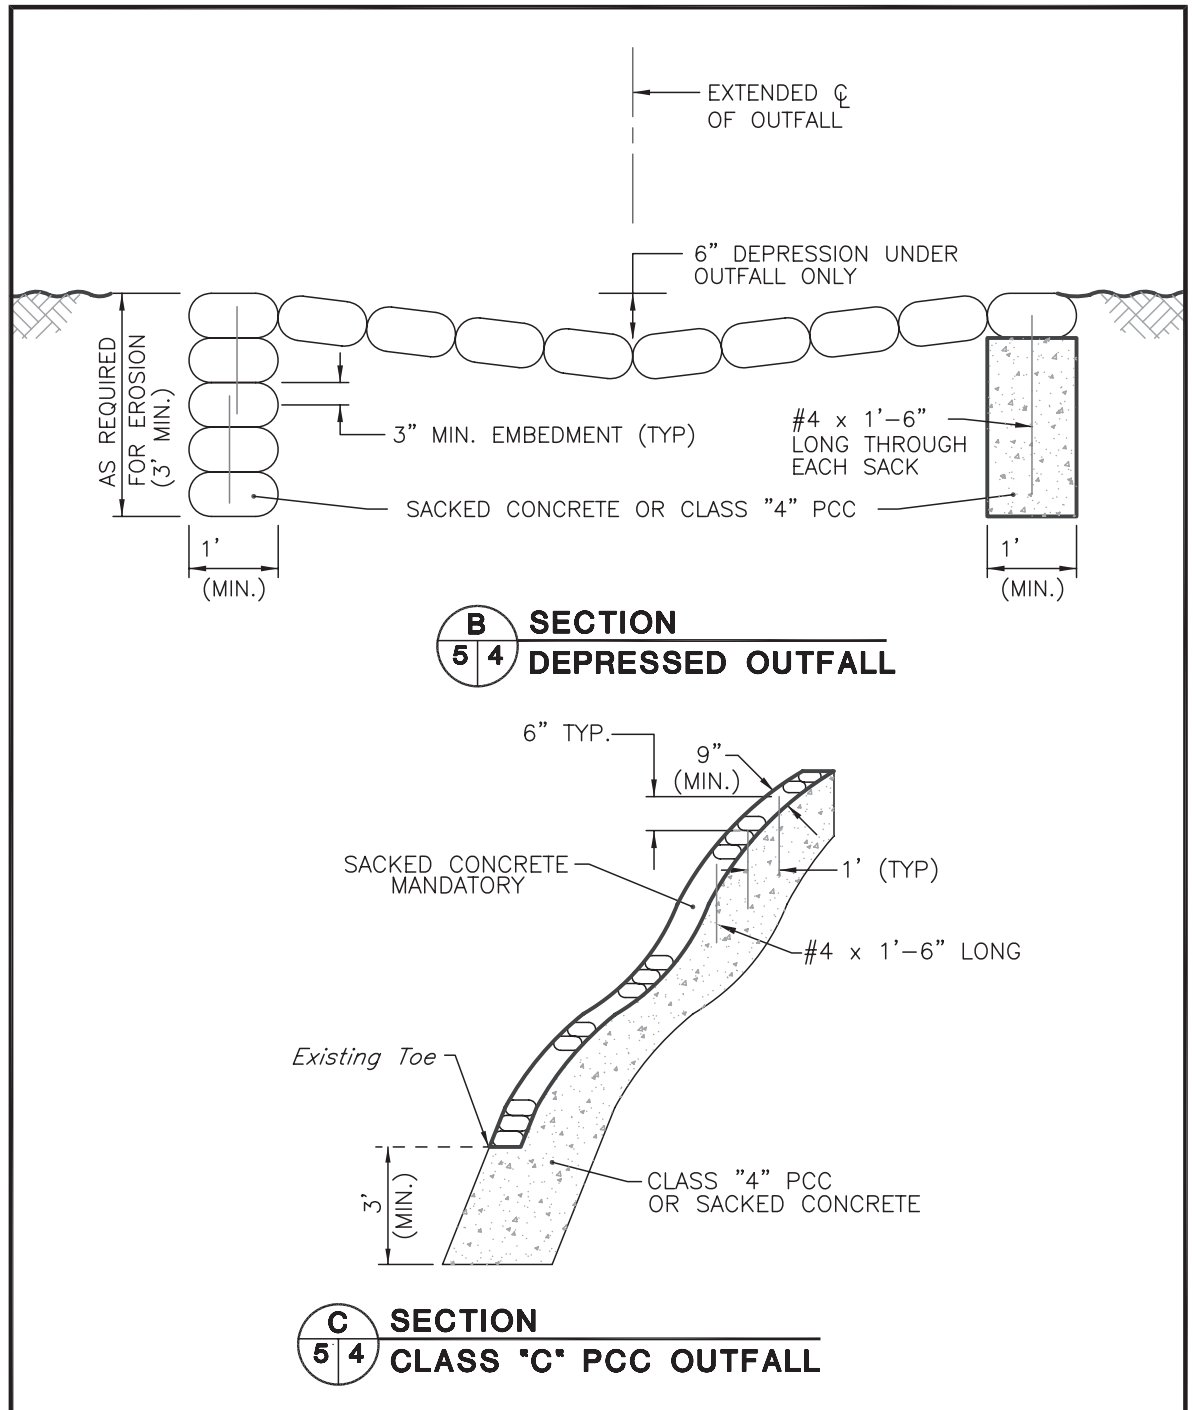 EXTENDED ℄
OF OUTFALL
6" DEPRESSION UNDER
OUTFALL ONLY
AS REQUIRED
FOR EROSION
(3' MIN.)
3" MIN. EMBEDMENT (TYP)
#4 x 1'-6"
LONG THROUGH
EACH SACK
SACKED CONCRETE OR CLASS "4" PCC
1'
(MIN.)
1'
(MIN.)
B
5 4
SECTION
DEPRESSED OUTFALL
6" TYP.
9"
(MIN.)
SACKED CONCRETE
MANDATORY
1' (TYP)
#4 x 1'-6" LONG
Existing Toe
3'
(MIN.)
CLASS "4" PCC
OR SACKED CONCRETE
C
5 4
SECTION
CLASS "C" PCC OUTFALL